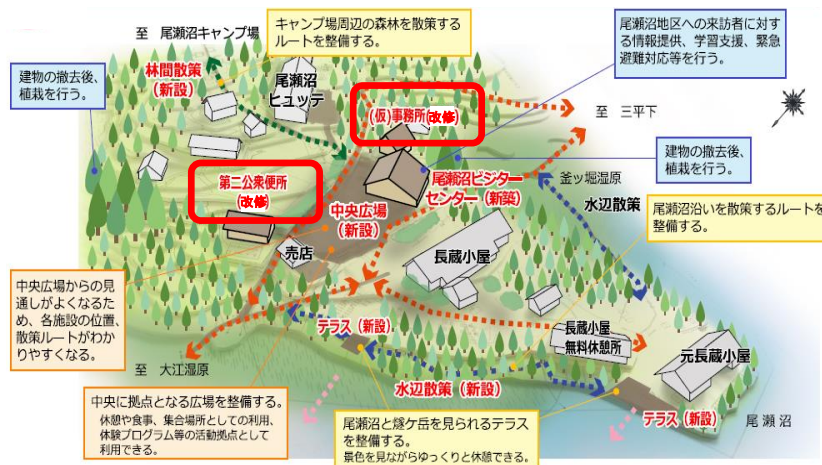 至 尾瀬沼キャンプ場
キャンプ場周辺の森林を散策する
ルートを整備する。
尾瀬沼地区への来訪者に対す
る情報提供、学習支援、緊急
避難対応等を行う。
建物の撤去後、
植栽を行う。
林間散策
(新設)
尾瀬沼
ヒュッテ
(仮)事務所(改修)
至 三平下
第二公衆便所
(改修)
尾瀬沼ビジター
センター(新築)
建物の撤去後、
植栽を行う。
釜ッ堀湿原
水辺散策
中央広場
(新設)
尾瀬沼沿いを散策するルートを
整備する。
売店
長蔵小屋
中央広場からの見
通しがよくなるた
め、各施設の位置、
散策ルートがわか
りやすくなる。
テラス(新設)
長蔵小屋
無料休憩所
元長蔵小屋
至 大江湿原
水辺散策(新設)
中央に拠点となる広場を整備する。
休憩や食事、集合場所としての利用、
体験プログラム等の活動拠点として
利用できる。
尾瀬沼と燧ケ岳を見られるテラス
を整備する。
景色を見ながらゆっくりと休憩できる。
テラス(新設)
尾瀬沼